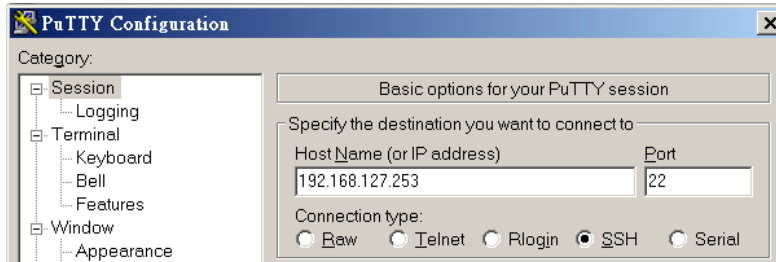 PuTTY Configuration
Category:
Session
Logging
Terminal
Keyboard
Bell
Features
Window
Appearance
Basic options for your PuTTY session
Specify the destination you want to connect to
Host Name (or IP address)
Port
192.168.127.253
22
Connection type:
Raw Telnet Rlogin SSH Serial